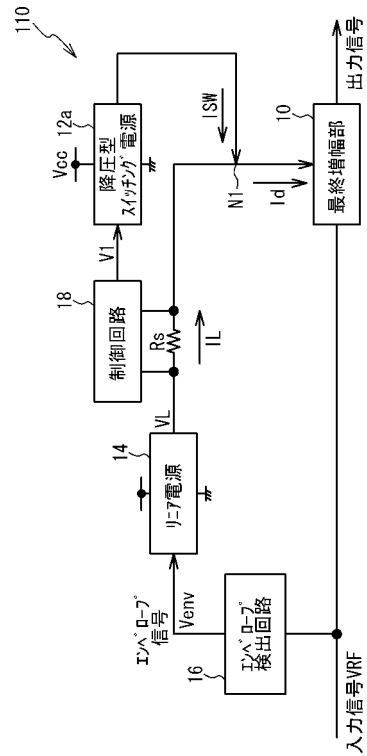 110
Vcc
12a
降圧型
スイッチング電源
ISW
V1
18
制御回路
Rs
IL
VL
N1
Id
14
リニア電源
10
最終増幅部
出力信号
エンベロープ
信号
Venv
16
エンベロープ
検出回路
入力信号VRF